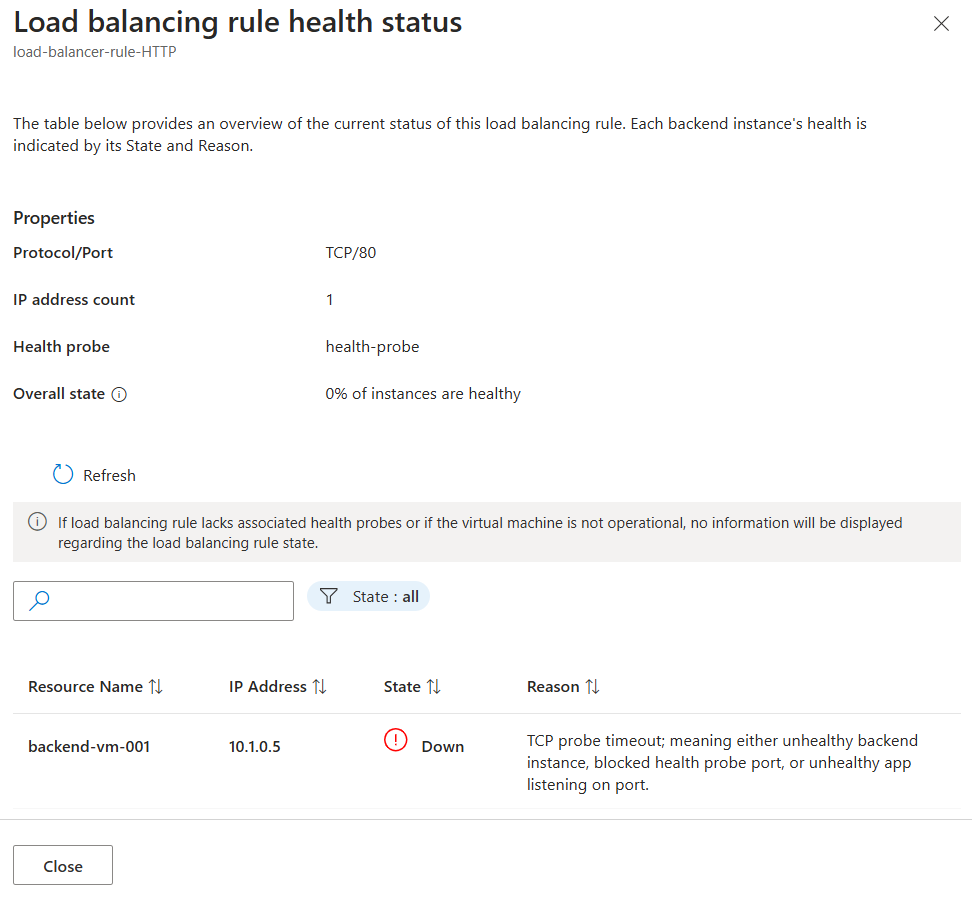 Load balancing rule health status
load-balancer-rule-HTTP
The table below provides an overview of the current status of this load balancing rule. Each backend instance's health is
indicated by its State and Reason.
Properties
Protocol/Port TCP/80
IP address count 1
Health probe health-probe
Overall state 0% of instances are healthy
Refresh
If load balancing rule lacks associated health probes or if the virtual machine is not operational, no information will be displayed
regarding the load balancing rule state.
State : all
Resource Name IP Address State Reason
backend-vm-001 10.1.0.5 Down TCP probe timeout; meaning either unhealthy backend
instance, blocked health probe port, or unhealthy app
listening on port.
Close